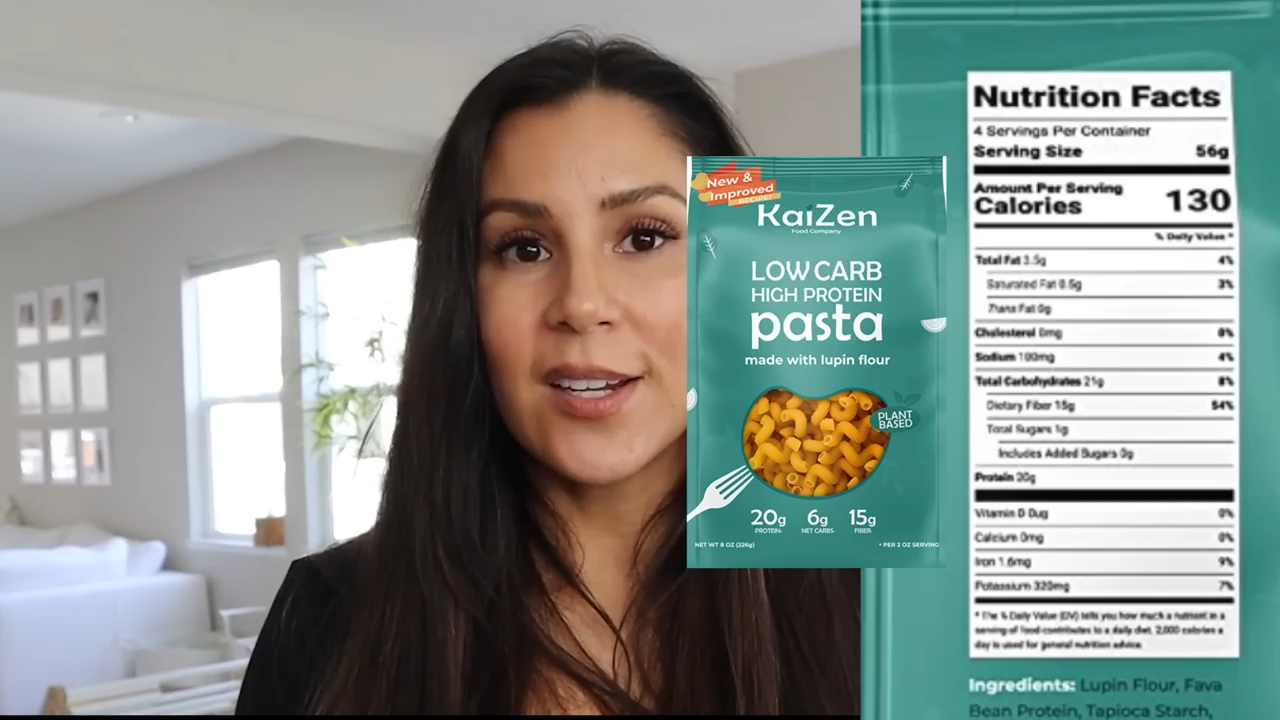 New &
Improved
RECIPE!
KaiZen
Food Company
LOW CARB
HIGH PROTEIN
pasta
made with lupin flour
PLANT
BASED
20g 6g 15g
PROTEIN· NET CARBS· FIBER·
NET WT 8 OZ (226g) * PER 2 OZ SERVING
Nutrition Facts
4 Servings Per Container
Serving Size 56g
Amount Per Serving
Calories 130
% Daily Value *
Total Fat 3.5g 4%
Saturated Fat 0.5g 3%
Trans Fat 0g
Cholesterol 0mg 0%
Sodium 100mg 4%
Total Carbohydrates 21g 8%
Dietary Fiber 15g 54%
Total Sugars 1g
Includes Added Sugars 0g
Protein 20g
Vitamin D 0ug 0%
Calcium 0mg 0%
Iron 1.6mg 9%
Potassium 320mg 7%
* The % Daily Value (DV) tells you how much a nutrient in a
serving of food contributes to a daily diet, 2,000 calories a
day is used for general nutrition advice.
Ingredients: Lupin Flour, Fava
Bean Protein, Tapioca Starch,